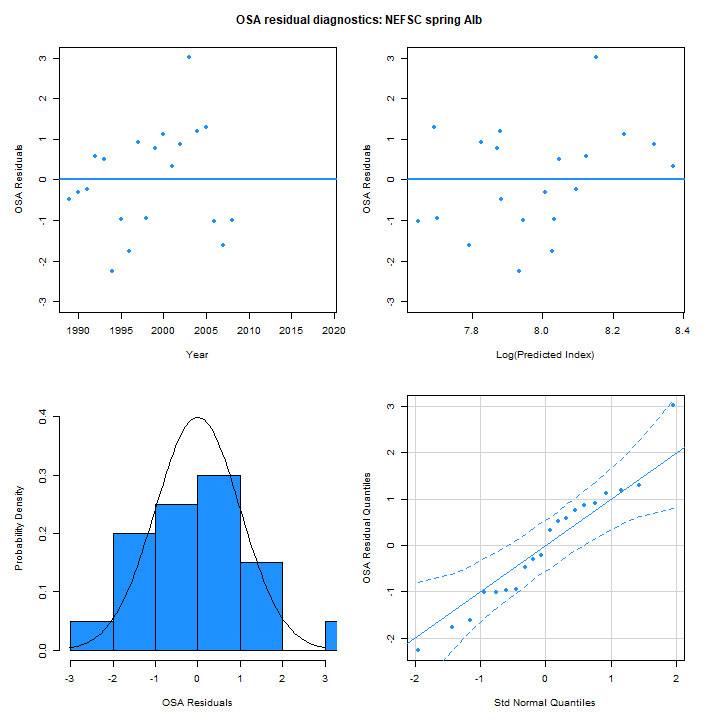 OSA residual diagnostics: NEFSC spring Alb
OSA Residuals
3
2
1
0
-1
-2
-3
1990 1995 2000 2005 2010 2015 2020
Year
OSA Residuals
3
2
1
0
-1
-2
-3
7.8 8.0 8.2 8.4
Log(Predicted Index)
Probability Density
0.4
0.3
0.2
0.1
0.0
-3 -2 -1 0 1 2 3
OSA Residuals
OSA Residual Quantiles
3
2
1
0
-1
-2
-2 -1 0 1 2
Std Normal Quantiles